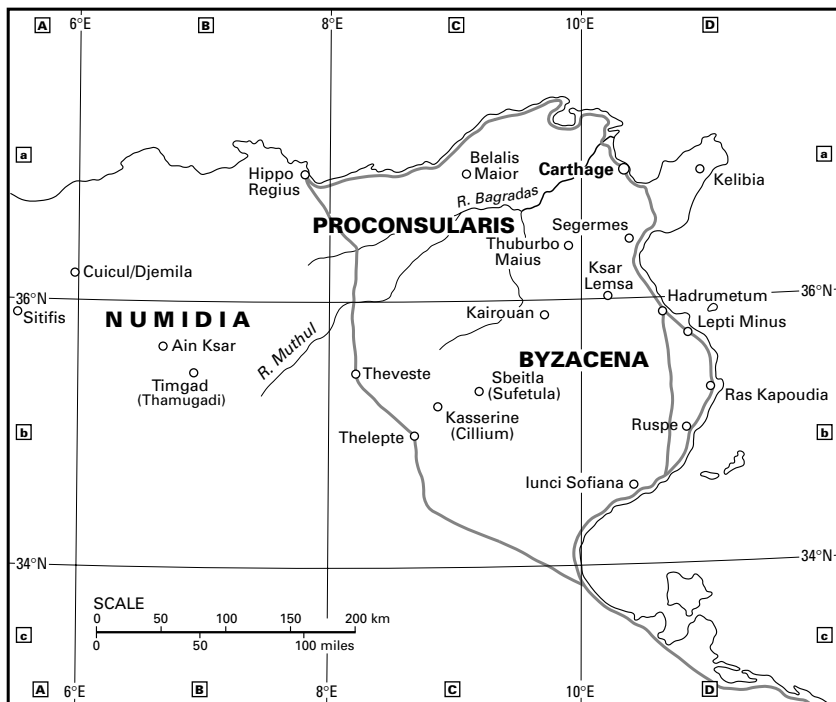 A
6°E
B
8°E
C
10°E
D
a
a
Hippo
Regius
Belalis
Maior
Carthage
Kelibia
R. Bagradas
PROCONSULARIS
Segermes
Thuburbo
Maius
Cuicul/Djemila
Ksar
Lemsa
36°N
36°N
Hadrumetum
Sitifis
NUMIDIA
Kairouan
Lepti Minus
Ain Ksar
R. Muthul
BYZACENA
Timgad
(Thamugadi)
Theveste
Sbeitla
(Sufetula)
Ras Kapoudia
Kasserine
(Cillium)
b
Thelepte
Ruspe
b
Iunci Sofiana
34°N
34°N
SCALE
0 50 100 150 200 km
0 50 100 miles
c
c
A
6°E
B
8°E
C
10°E
D